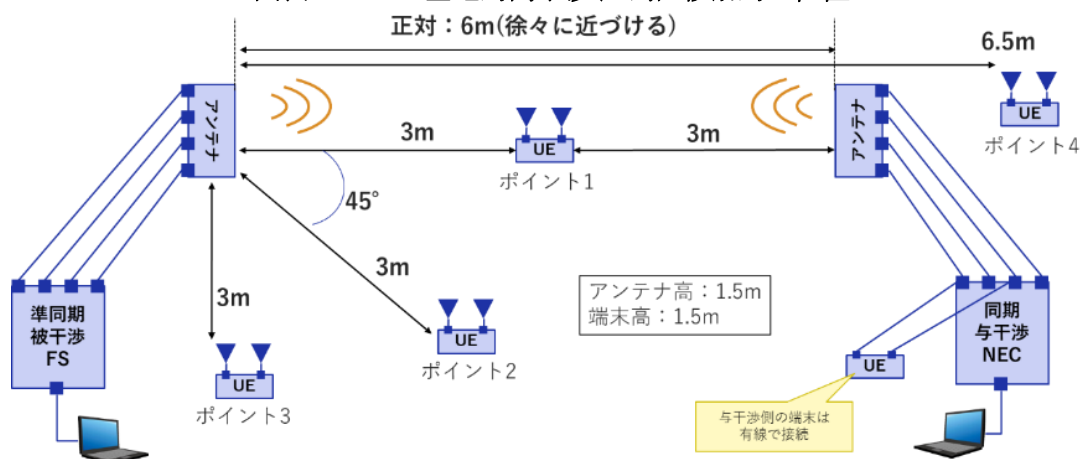 正対：6m(徐々に近づける)
6.5m
アンテナ
アンテナ
UE
ポイント4
3m
3m
UE
ポイント1
45°
3m
3m
アンテナ高：1.5m
端末高：1.5m
準同期
被干渉
FS
同期
与干渉
NEC
UE
ポイント2
UE
UE
ポイント3
与干渉側の端末は
有線で接続